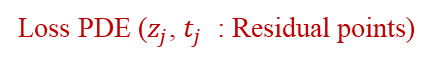 Loss PDE (𝑧𝑗, 𝑡𝑗 : Residual points)